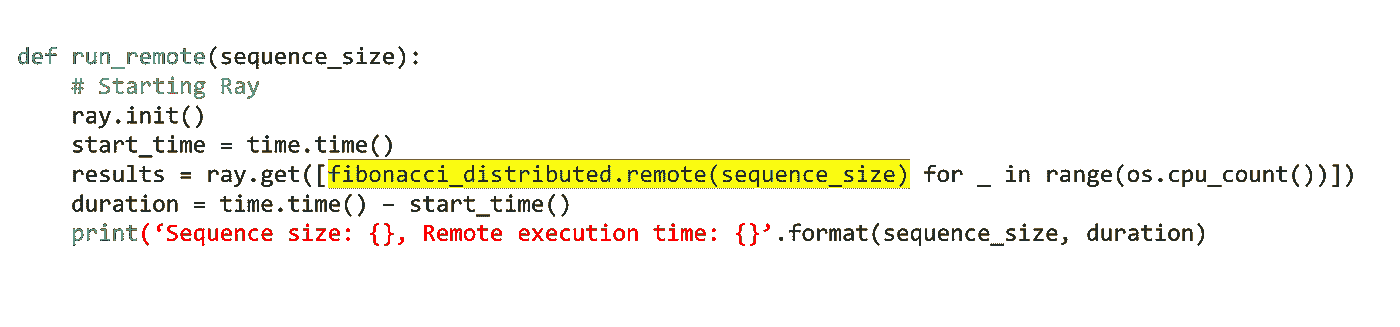 def run_remote(sequence_size):
# Starting Ray
ray.init()
start_time = time.time()
results = ray.get([fibonacci_distributed.remote(sequence_size) for _ in range(os.cpu_count())])
duration = time.time() – start_time()
print(‘Sequence size: {}, Remote execution time: {}’.format(sequence_size, duration)